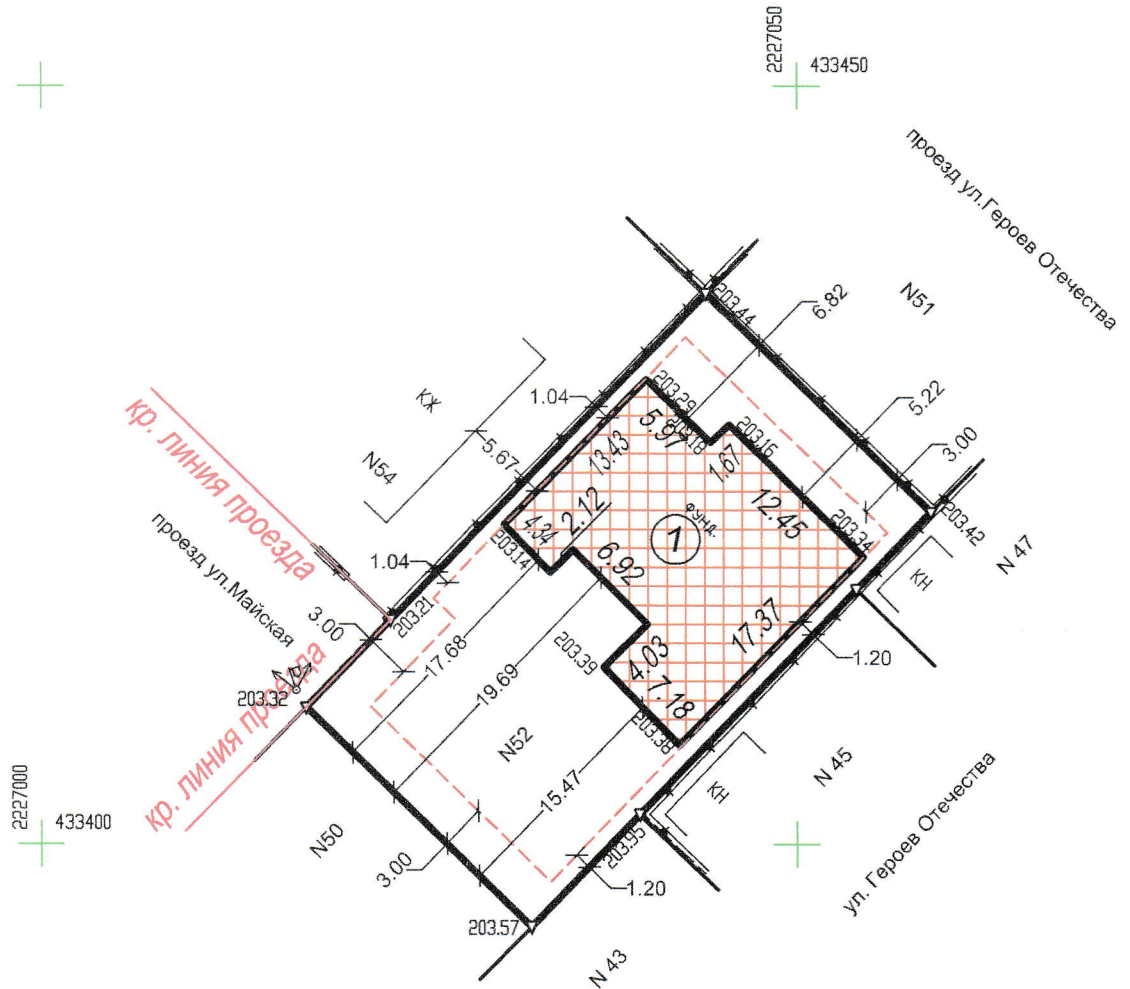 2227050
433450
проезд ул.Героев Отечества
203.44
6.82
N51
1.04
КЖ
кр. линия проезда
203.29
5.97
203.18
1.67
203.16
5.22
3.00
5.67
N54
13.43
12.45
ФУНД.
1
203.34
203.42
N 47
4.34
2.12
203.14
6.92
КН
проезд ул.Майская
1.04
203.21
3.00
17.68
17.37
1.20
203.39
4.03
7.18
203.38
203.32
кр. линия проезда
19.69
N52
15.47
N 45
КН
2227000
433400
N50
3.00
203.95
1.20
ул. Героев Отечества
203.57
N 43